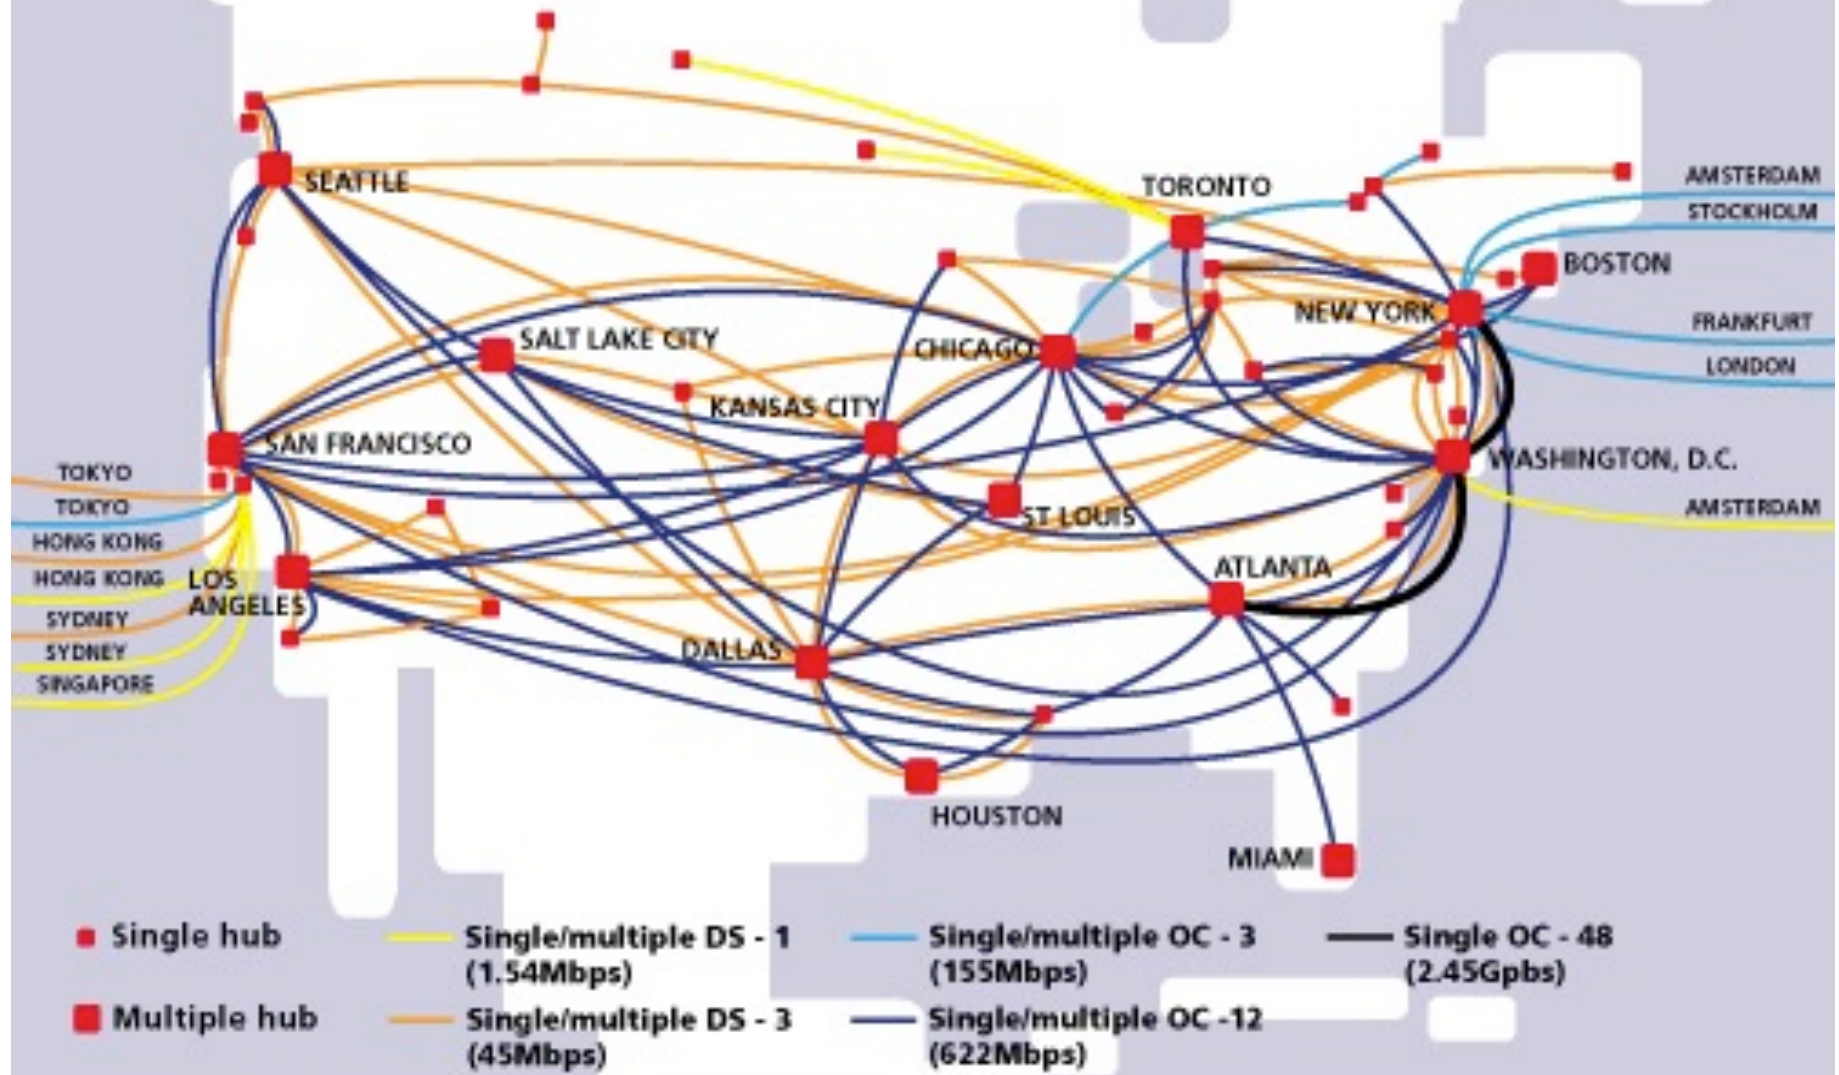 SEATTLE
TORONTO
AMSTERDAM
STOCKHOLM
BOSTON
NEW YORK
FRANKFURT
SALT LAKE CITY
CHICAGO
LONDON
KANSAS CITY
SAN FRANCISCO
WASHINGTON, D.C.
TOKYO
TOKYO
AMSTERDAM
ST LOUIS
HONG KONG
HONG KONG
LOS
ANGELES
ATLANTA
SYDNEY
SYDNEY
DALLAS
SINGAPORE
HOUSTON
MIAMI
Single hub
Multiple hub
Single/multiple DS - 1
(1.54Mbps)
Single/multiple DS - 3
(45Mbps)
Single/multiple OC - 3
(155Mbps)
Single/multiple OC -12
(622Mbps)
Single OC - 48
(2.45Gpbs)